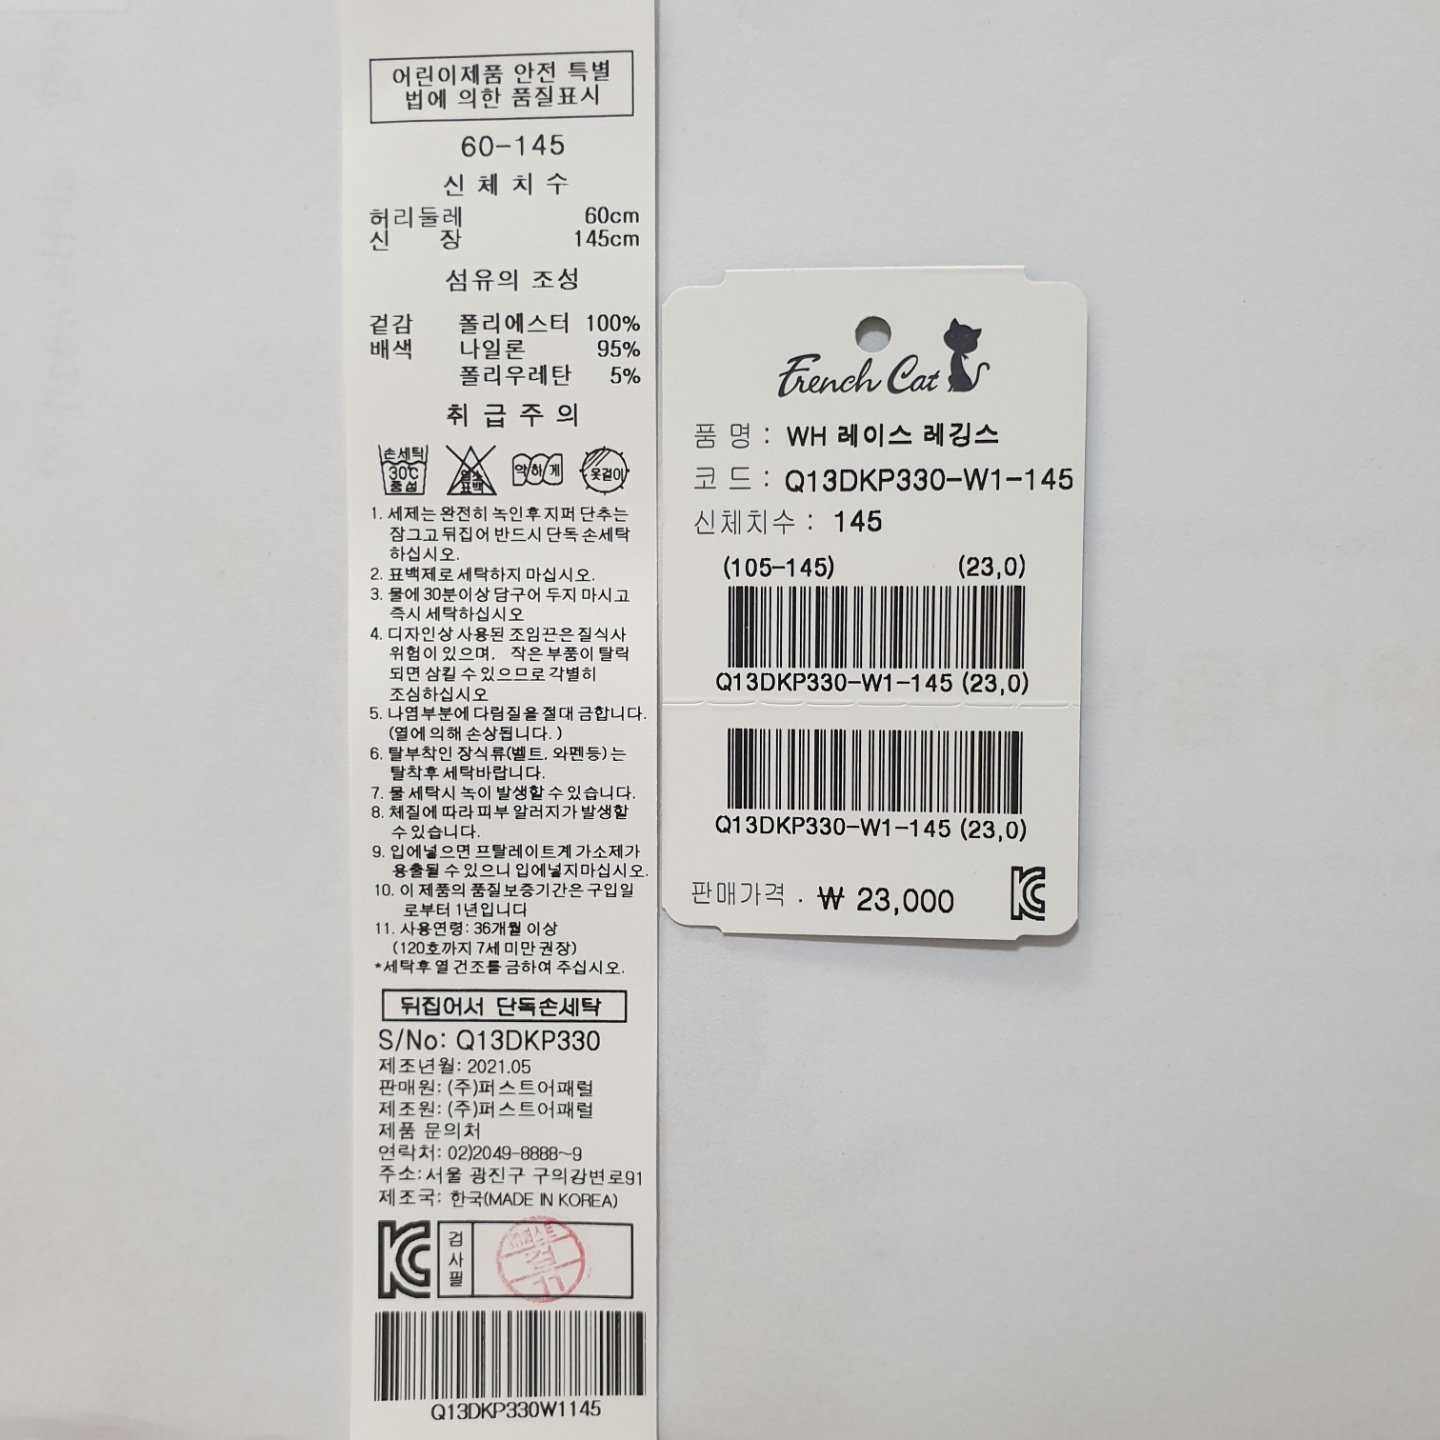 어린이제품 안전 특별
법에 의한 품질표시
60-145
신 체 치 수
허리둘레 60cm
신 장 145cm
섬유의 조성
겉감 폴리에스터 100%
배색 나일론 95%
폴리우레탄 5%
취 급 주 의
손세탁
30℃
중성
염소
표백
약하게
옷걸이
1. 세제는 완전히 녹인후 지퍼 단추는
잠그고 뒤집어 반드시 단독 손세탁
하십시오.
2. 표백제로 세탁하지 마십시오.
3. 물에 30분이상 담구어 두지 마시고
즉시 세탁하십시오
4. 디자인상 사용된 조임끈은 질식사
위험이 있으며, 작은 부품이 탈락
되면 삼킬 수 있으므로 각별히
조심하십시오
5. 나염부분에 다림질을 절대 금합니다.
(열에 의해 손상됩니다. )
6. 탈부착인 장식류(벨트, 와펜등) 는
탈착후 세탁바랍니다.
7. 물 세탁시 녹이 발생할 수 있습니다.
8. 체질에 따라 피부 알러지가 발생할
수 있습니다.
9. 입에넣으면 프탈레이트계 가소제가
용출될 수 있으니 입에넣지마십시오.
10. 이 제품의 품질보증기간은 구입일
로부터 1년입니다
11. 사용연령: 36개월 이상
(120호까지 7세 미만 권장)
*세탁후 열 건조를 금하여 주십시오.
뒤집어서 단독손세탁
S/No: Q13DKP330
제조년월: 2021.05
판매원: (주)퍼스트어패럴
제조원: (주)퍼스트어패럴
제품 문의처
연락처: 02)2049-8888~9
주소: 서울 광진구 구의강변로91
제조국: 한국(MADE IN KOREA)
KC
검사필
Q13DKP330W1145
French Cat
품 명 : WH 레이스 레깅스
코 드 : Q13DKP330-W1-145
신체치수 : 145
(105-145) (23,0)
Q13DKP330-W1-145 (23,0)
Q13DKP330-W1-145 (23,0)
판매가격 . ₩ 23,000
KC